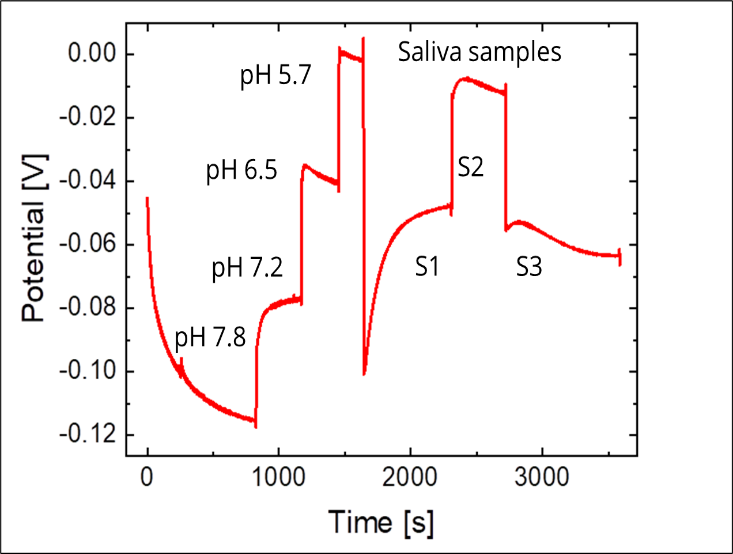 Saliva samples
pH 5.7
pH 6.5
S2
pH 7.2
S1
S3
pH 7.8
Potential [V]
0.00
-0.02
-0.04
-0.06
-0.08
-0.10
-0.12
0 1000 2000 3000
Time [s]